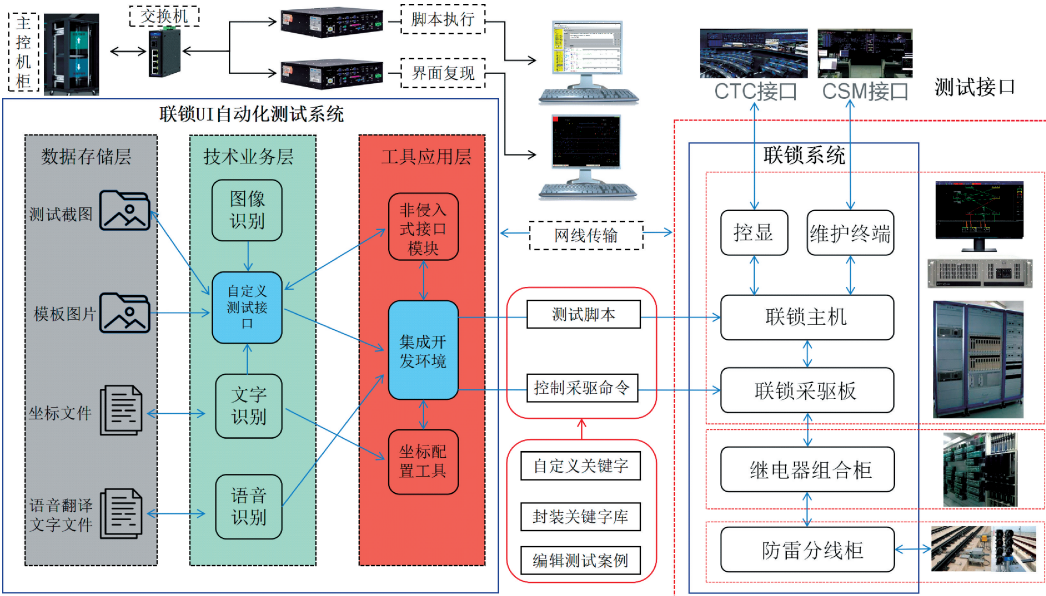 主
控
机
柜
交换机
脚本执行
界面复现
CTC接口
CSM接口
测试接口
联锁UI自动化测试系统
数据存储层
技术业务层
工具应用层
测试截图
模板图片
坐标文件
语音翻译
文字文件
图像
识别
自定义
测试接
口
文字
识别
语音
识别
非侵入
式接口
模块
集成开
发环境
坐标配
置工具
网线传输
测试脚本
控制采驱命令
自定义关键字
封装关键字库
编辑测试案例
联锁系统
控显
维护终端
联锁主机
联锁采驱板
继电器组合柜
防雷分线柜